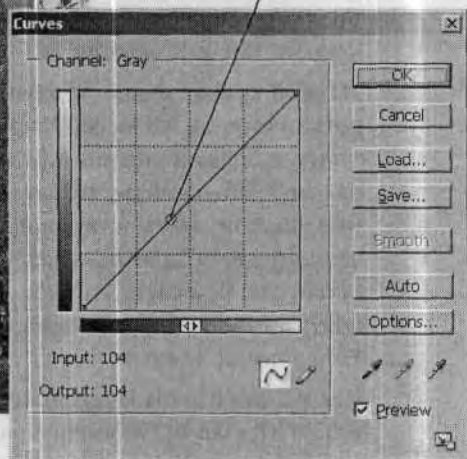 Curves
Channel: Gray
OK
Cancel
Load...
Save...
Smooth
Auto
Options...
Input: 104
Output: 104
Preview